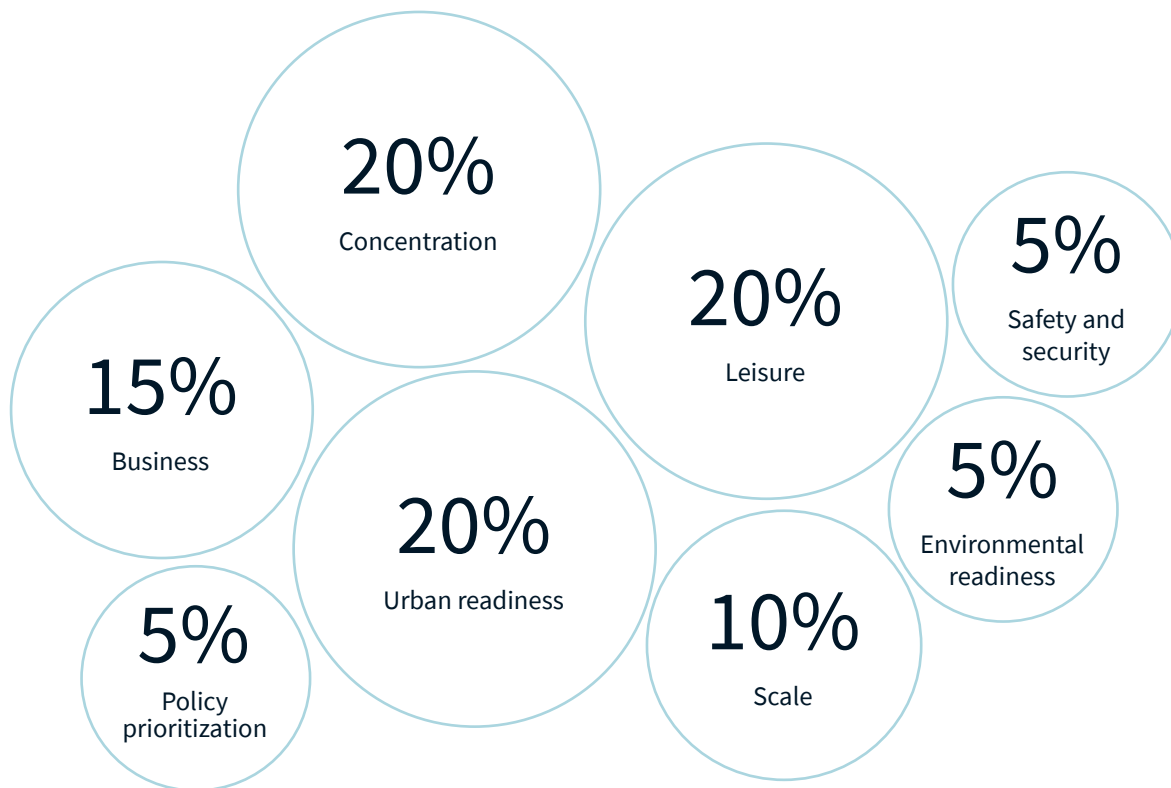 20%
Concentration
20%
Leisure
5%
Safety and
security
15%
Business
20%
Urban readiness
5%
Environmental
readiness
5%
Policy
prioritization
10%
Scale